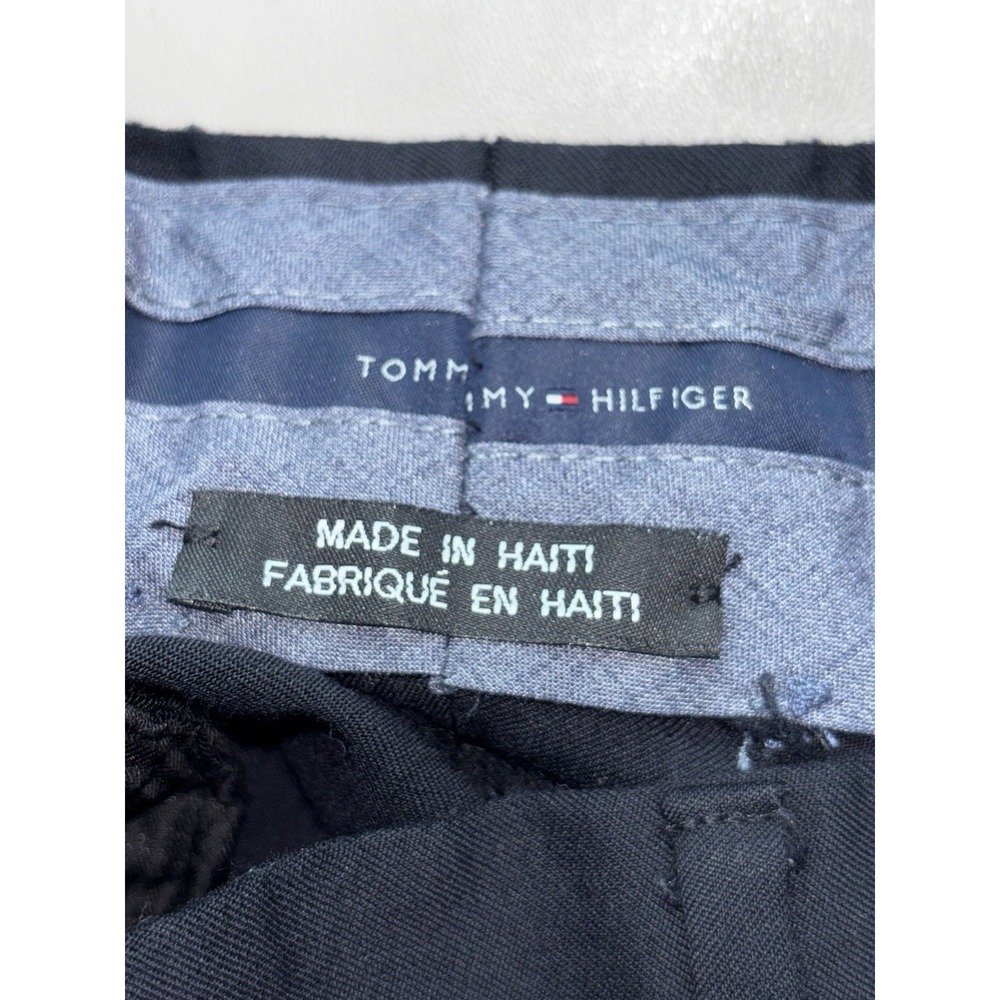 TOMM
MY HILFIGER
MADE IN HAITI
FABRIQUÉ EN HAITI